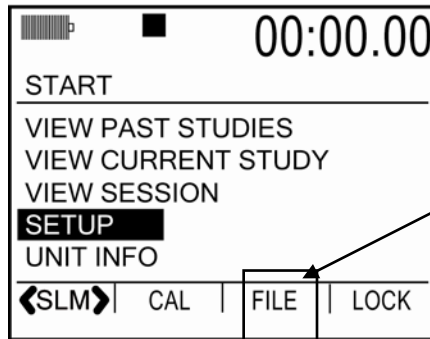 00:00.00
START
VIEW PAST STUDIES
VIEW CURRENT STUDY
VIEW SESSION
SETUP
UNIT INFO
❮SLM❯ | CAL | FILE | LOCK